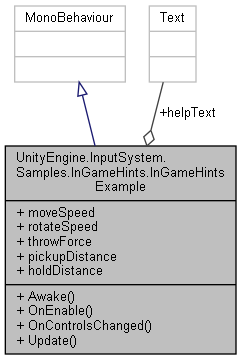 MonoBehaviour
Text
+helpText
UnityEngine.InputSystem.
Samples.InGameHints.InGameHints
Example
+ moveSpeed
+ rotateSpeed
+ throwForce
+ pickupDistance
+ holdDistance
+ Awake()
+ OnEnable()
+ OnControlsChanged()
+ Update()